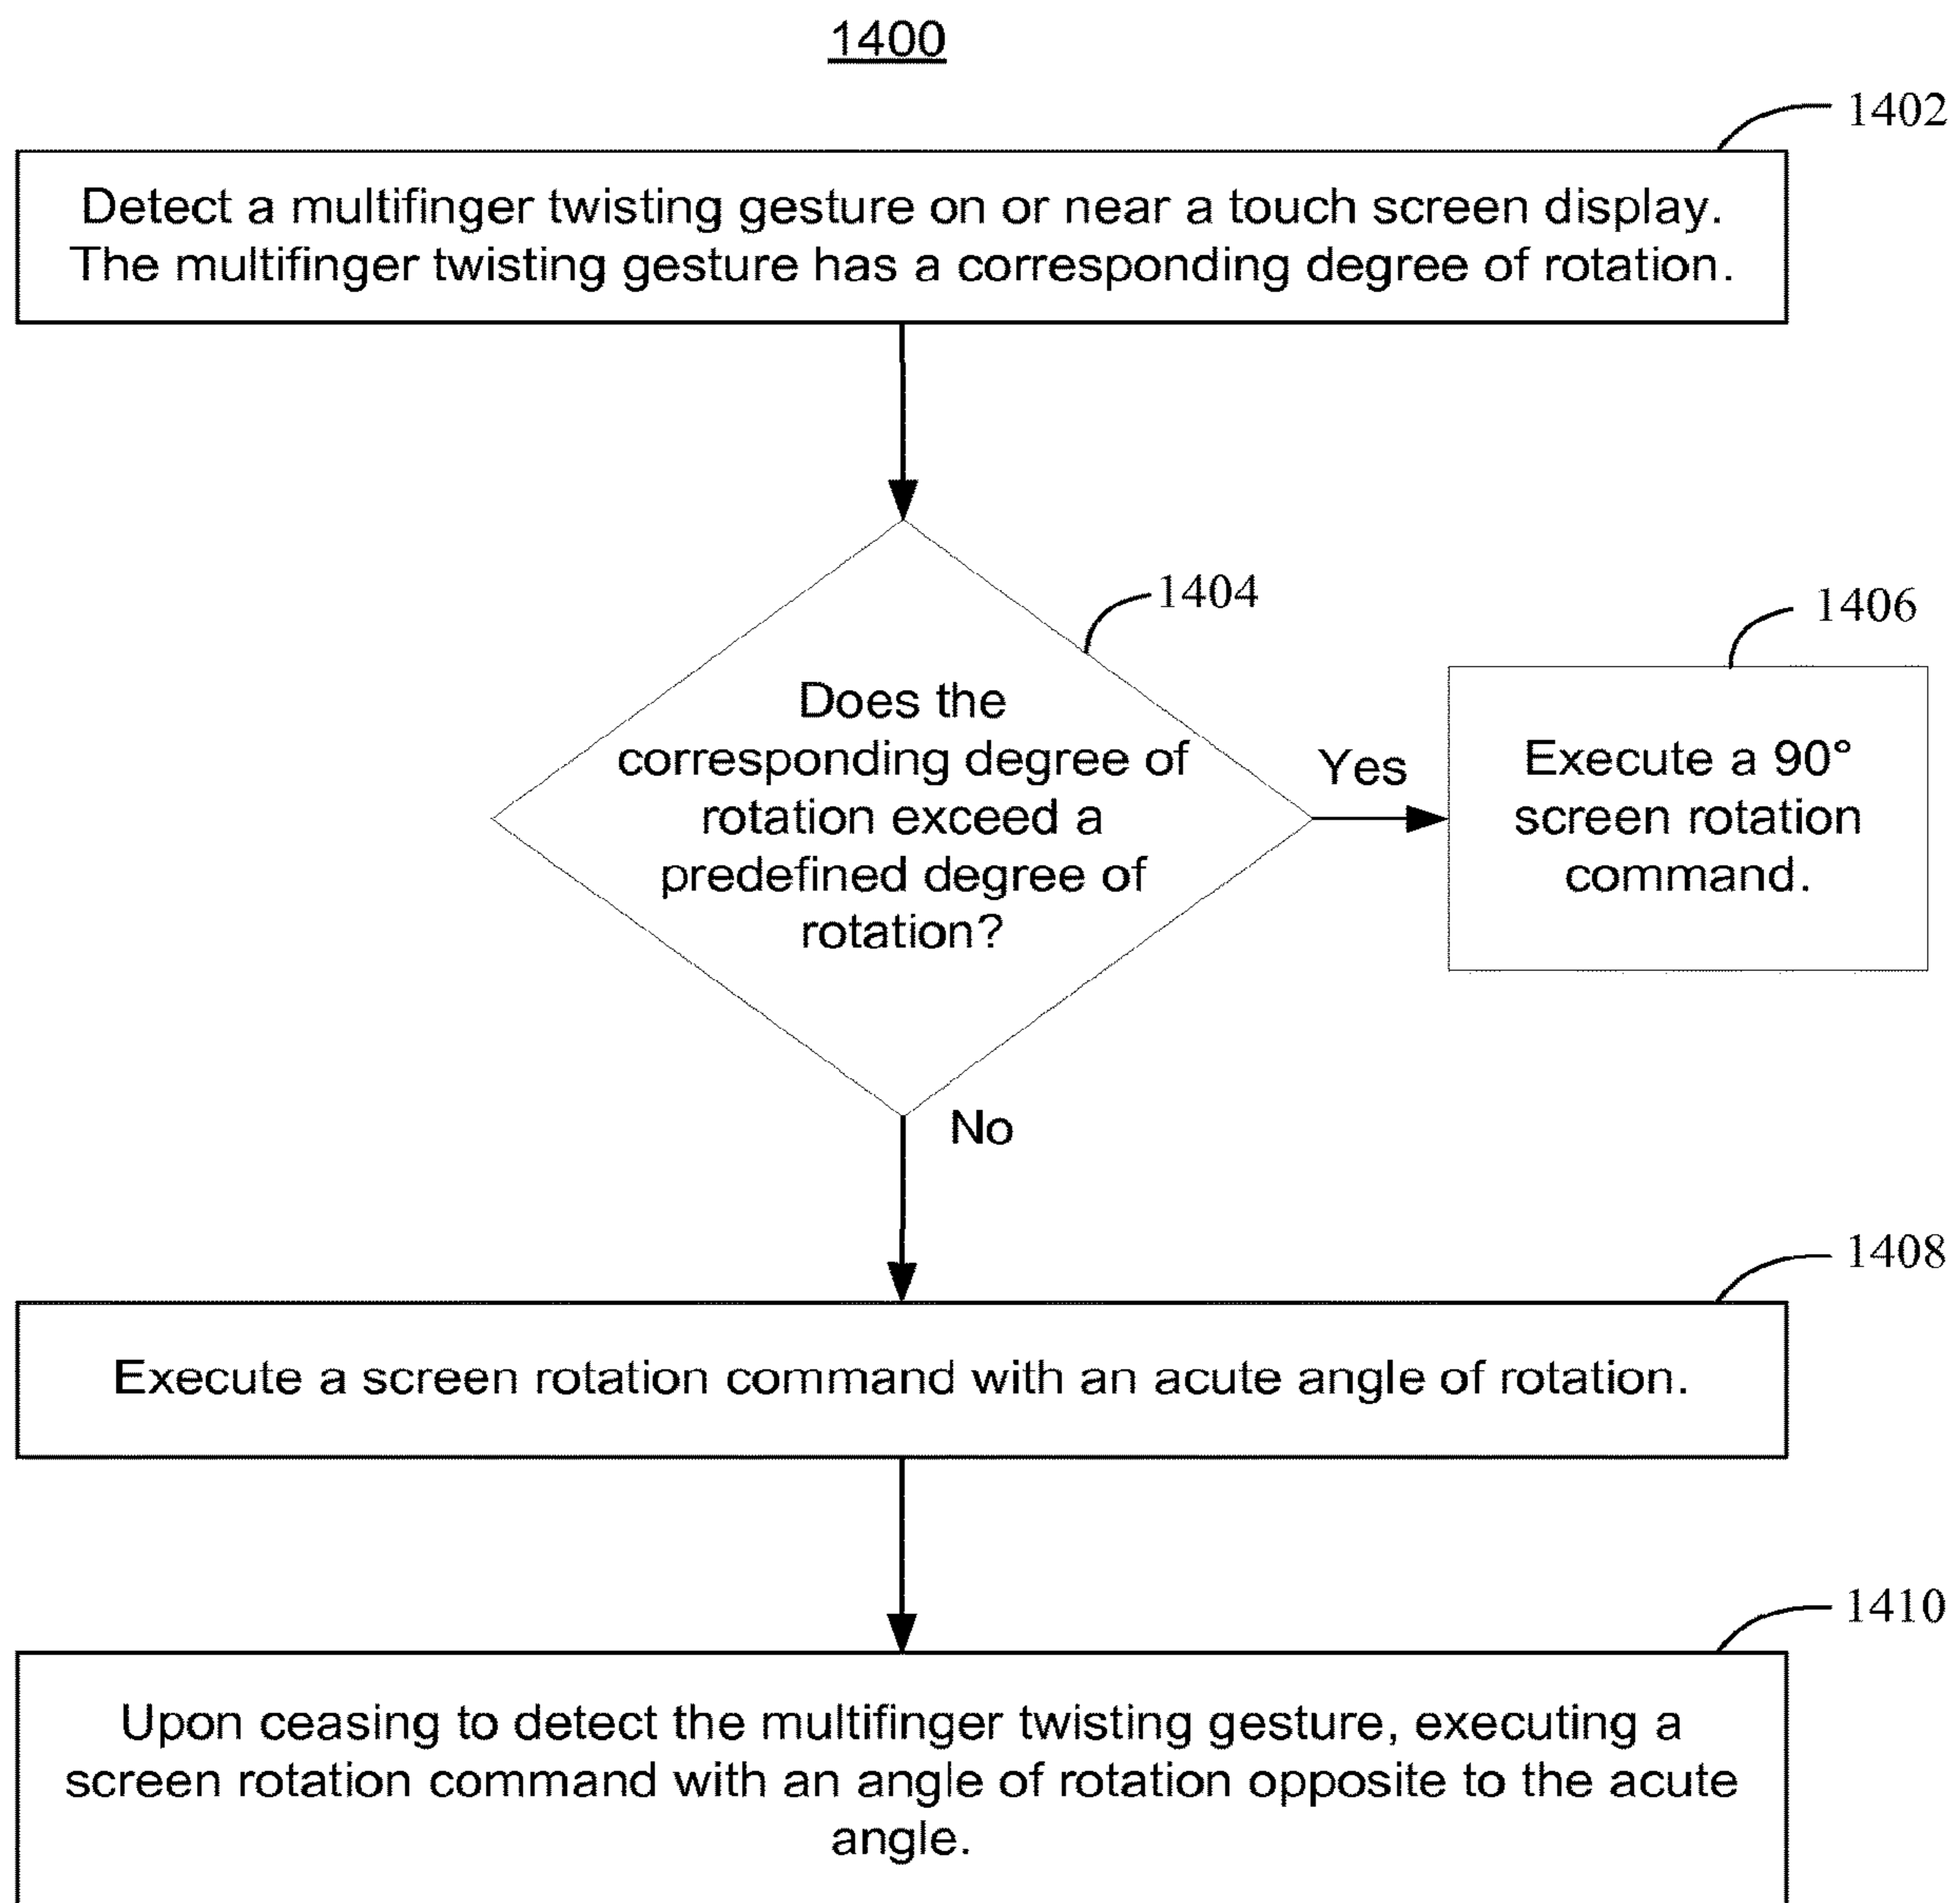 1400
1402
Detect a multifinger twisting gesture on or near a touch screen display.
The multifinger twisting gesture has a corresponding degree of rotation.
1404
1406
Does the
corresponding degree of
rotation exceed a
predefined degree of
rotation?
Yes
Execute a 90°
screen rotation
command.
No
1408
Execute a screen rotation command with an acute angle of rotation.
1410
Upon ceasing to detect the multifinger twisting gesture, executing a
screen rotation command with an angle of rotation opposite to the acute
angle.